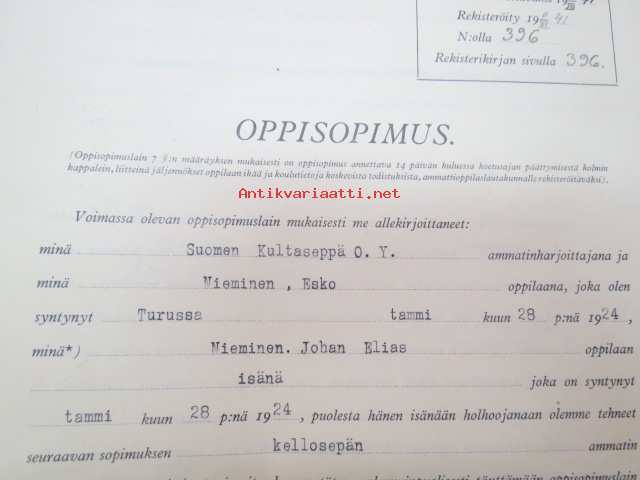 Rekisteröity 19 41
N:olla 396
Rekisterikirjan sivulla 396.
OPPISOPIMUS.
(Oppisopimuslain 7 §:n määräyksen mukaisesti on oppisopimus annettava 14 päivän kuluessa koetusajan päättymisestä kolmin
kappalein, liitteinä jäljennökset oppilaan ikää ja koulutietoja koskevista todistuksista, ammattioppilaslautakunnalle rekisteröitäväksi).
Antikvariaatti.net
Voimassa olevan oppisopimuslain mukaisesti me allekirjoittaneet:
minä Suomen Kultaseppä O.Y. ammatinharjoittajana ja
minä Nieminen, Esko oppilaana, joka olen
syntynyt Turussa tammi kuun 28 p:nä 1924,
minä*) Nieminen. Johan Elias oppilaan
isänä joka on syntynyt
tammi kuun 28 p:nä 1924, puolesta hänen isänään holhoojanaan olemme tehneet
seuraavan sopimuksen kellosepän ammatin